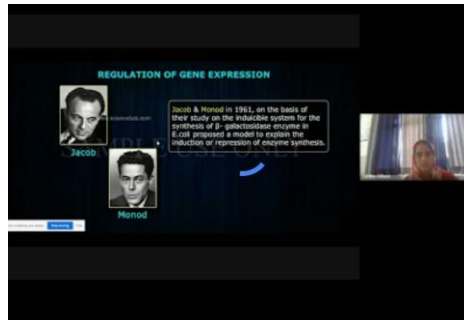 REGULATION OF GENE EXPRESSION
Jacob & Monod in 1961, on the basis of
their study on the induicible system for the
synthesis of β- galactosidase enzyme in
E.coli proposed a model to explain the
induction or repression of enzyme synthesis.
Jacob
Monod